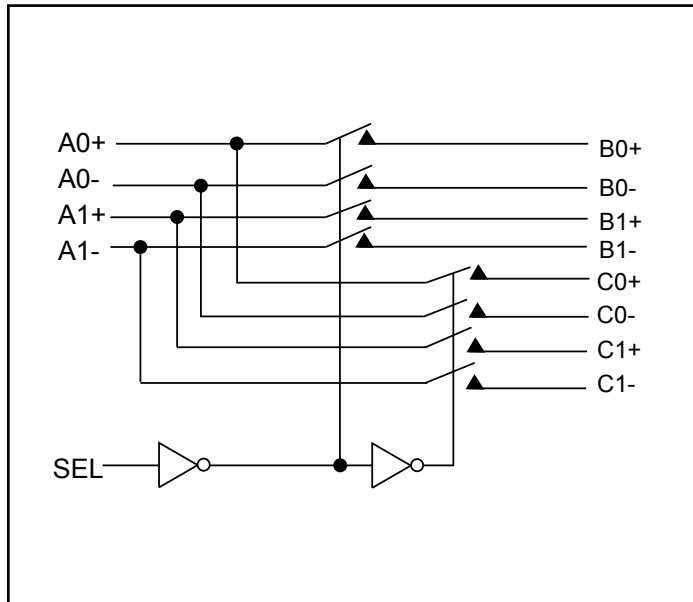 A0+
A0-
A1+
A1-
B0+
B0-
B1+
B1-
C0+
C0-
C1+
C1-
SEL